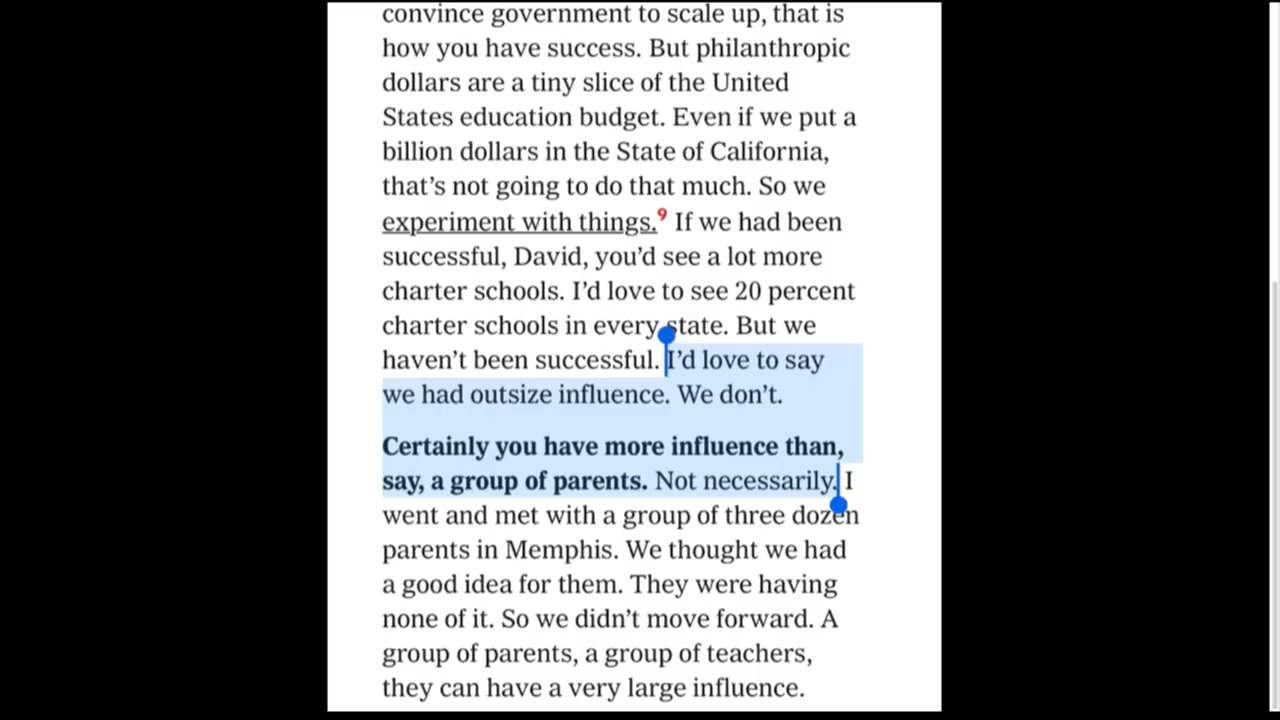 convince government to scale up, that is
how you have success. But philanthropic
dollars are a tiny slice of the United
States education budget. Even if we put a
billion dollars in the State of California,
that’s not going to do that much. So we
experiment with things.⁹ If we had been
successful, David, you’d see a lot more
charter schools. I’d love to see 20 percent
charter schools in every state. But we
haven’t been successful. I’d love to say
we had outsize influence. We don’t.
Certainly you have more influence than,
say, a group of parents. Not necessarily. I
went and met with a group of three dozen
parents in Memphis. We thought we had
a good idea for them. They were having
none of it. So we didn’t move forward. A
group of parents, a group of teachers,
they can have a very large influence.